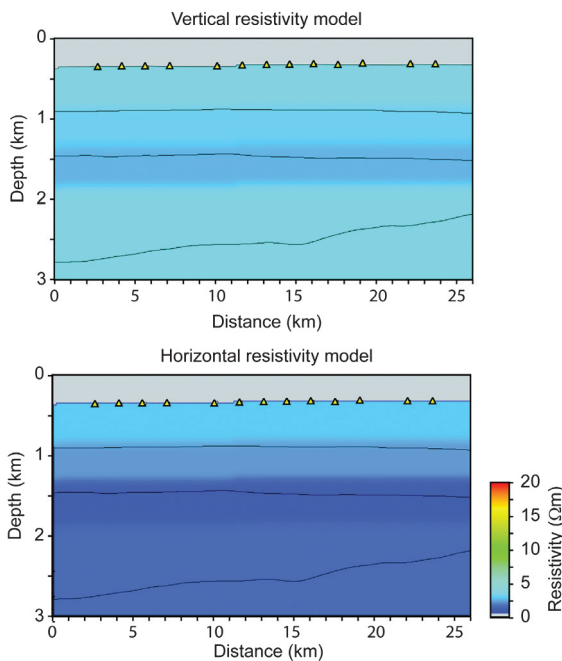 Vertical resistivity model
0
1
2
3
Depth (km)
0 5 10 15 20 25
Distance (km)
Horizontal resistivity model
0
1
2
3
Depth (km)
0 5 10 15 20 25
Distance (km)
20
15
10
5
0
Resistivity (Ωm)